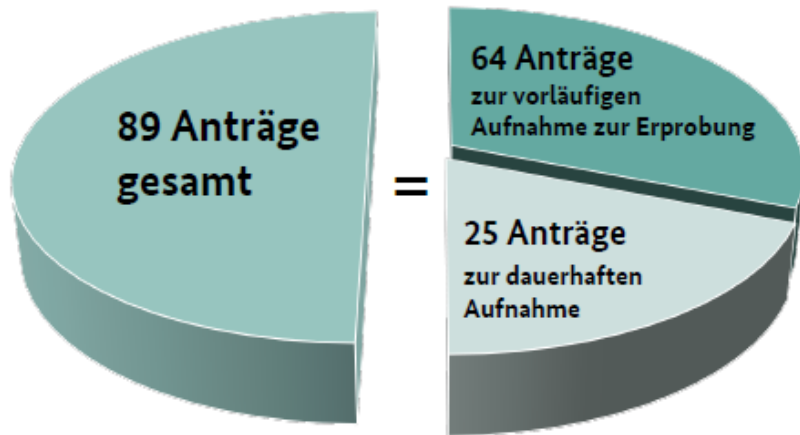 89 Anträge
gesamt
=
64 Anträge
zur vorläufigen
Aufnahme zur Erprobung
25 Anträge
zur dauerhaften
Aufnahme